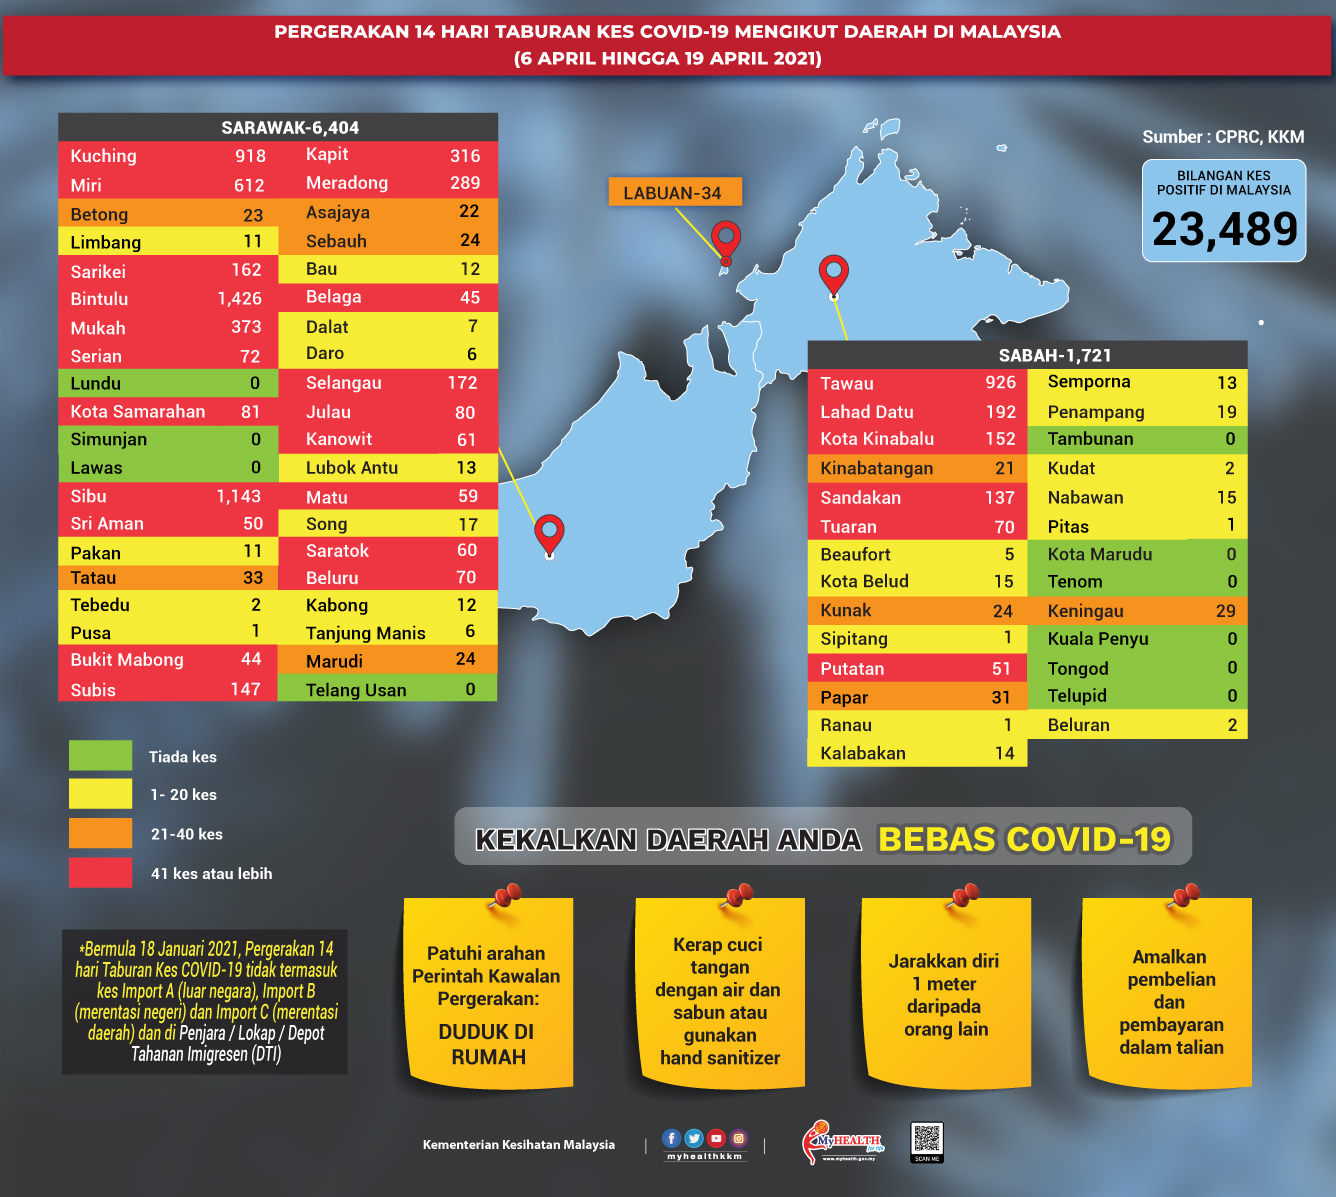 PERGERAKAN 14 HARI TABURAN KES COVID-19 MENGIKUT DAERAH DI MALAYSIA
(6 APRIL HINGGA 19 APRIL 2021)
Sumber : CPRC, KKM
BILANGAN KES
POSITIF DI MALAYSIA
23,489
LABUAN-34
SARAWAK-6,404
Kuching 918 Kapit 316
Miri 612 Meradong 289
Betong 23 Asajaya 22
Limbang 11 Sebauh 24
Sarikei 162 Bau 12
Bintulu 1,426 Belaga 45
Mukah 373 Dalat 7
Serian 72 Daro 6
Lundu 0 Selangau 172
Kota Samarahan 81 Julau 80
Simunjan 0 Kanowit 61
Lawas 0 Lubok Antu 13
Sibu 1,143 Matu 59
Sri Aman 50 Song 17
Pakan 11 Saratok 60
Tatau 33 Beluru 70
Tebedu 2 Kabong 12
Pusa 1 Tanjung Manis 6
Bukit Mabong 44 Marudi 24
Subis 147 Telang Usan 0
SABAH-1,721
Tawau 926 Semporna 13
Lahad Datu 192 Penampang 19
Kota Kinabalu 152 Tambunan 0
Kinabatangan 21 Kudat 2
Sandakan 137 Nabawan 15
Tuaran 70 Pitas 1
Beaufort 5 Kota Marudu 0
Kota Belud 15 Tenom 0
Kunak 24 Keningau 29
Sipitang 1 Kuala Penyu 0
Putatan 51 Tongod 0
Papar 31 Telupid 0
Ranau 1 Beluran 2
Kalabakan 14
Tiada kes
1- 20 kes
21-40 kes
41 kes atau lebih
*Bermula 18 Januari 2021, Pergerakan 14
hari Taburan Kes COVID-19 tidak termasuk
kes Import A (luar negara), Import B
(merentasi negeri) dan Import C (merentasi
daerah) dan di Penjara / Lokap / Depot
Tahanan Imigresen (DTI)
KEKALKAN DAERAH ANDA BEBAS COVID-19
Patuhi arahan
Perintah Kawalan
Pergerakan:
DUDUK DI
RUMAH
Kerap cuci
tangan
dengan air dan
sabun atau
gunakan
hand sanitizer
Jarakkan diri
1 meter
daripada
orang lain
Amalkan
pembelian
dan
pembayaran
dalam talian
Kementerian Kesihatan Malaysia
myhealthkkm
MyHEALTH
for life
www.myhealth.gov.my
SCAN ME